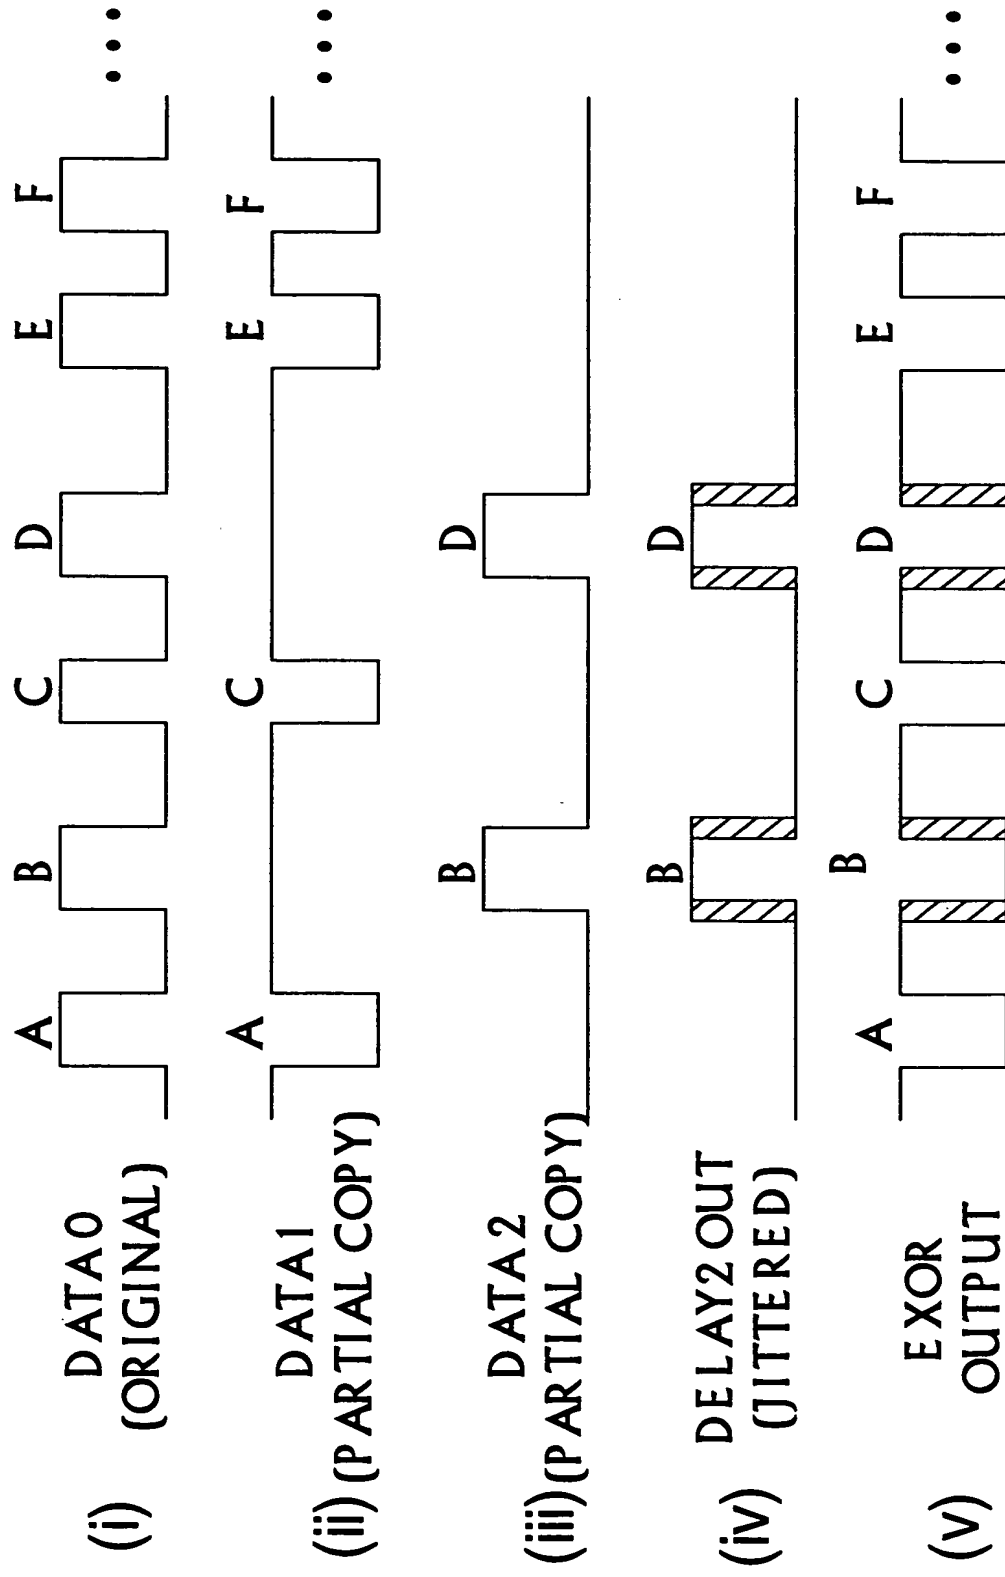 (i) DATA0
(ORIGINAL)
A B C D E F
(ii) DATA1
(PARTIAL COPY)
A C E F
(iii) DATA2
(PARTIAL COPY)
B D
(iv) DELAY2 OUT
(JITTERED)
B D
(v) EXOR
OUTPUT
A B C D E F